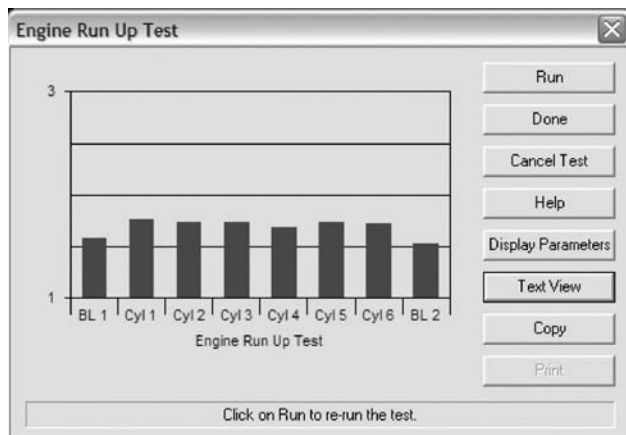 Engine Run Up Test
3
1
BL 1 Cyl 1 Cyl 2 Cyl 3 Cyl 4 Cyl 5 Cyl 6 BL 2
Engine Run Up Test
Run
Done
Cancel Test
Help
Display Parameters
Text View
Copy
Print
Click on Run to re-run the test.